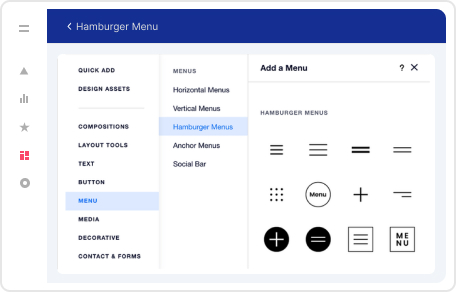 Hamburger Menu
QUICK ADD
DESIGN ASSETS
COMPOSITIONS
LAYOUT TOOLS
TEXT
BUTTON
MENU
MEDIA
DECORATIVE
CONTACT & FORMS
MENUS
Horizontal Menus
Vertical Menus
Hamburger Menus
Anchor Menus
Social Bar
Add a Menu
?
HAMBURGER MENUS
Menu
ME
NU